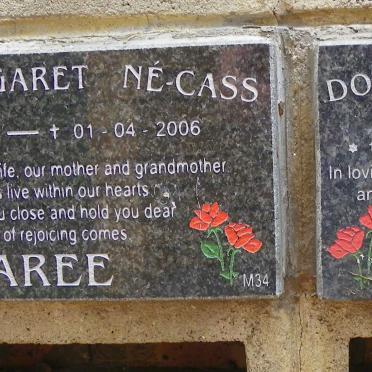 GARET NÉ-CASS
— ✝ 01-04-2006
ife, our mother and grandmother
s live within our hearts
u close and hold you dear
of rejoicing comes
AREE
M34
DO
In lovi
a